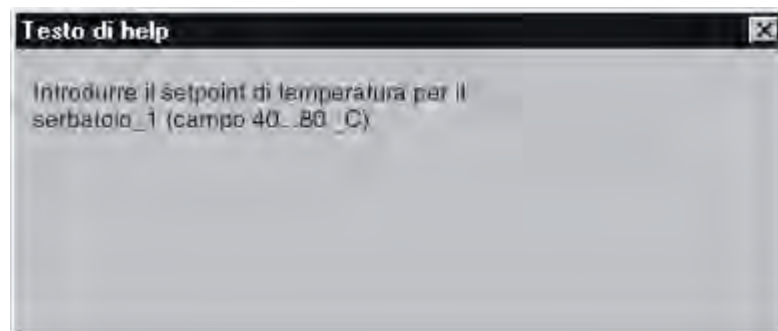 Testo di help
Introdurre il setpoint di temperatura per il
serbatoio_1 (campo 40...80 _C)